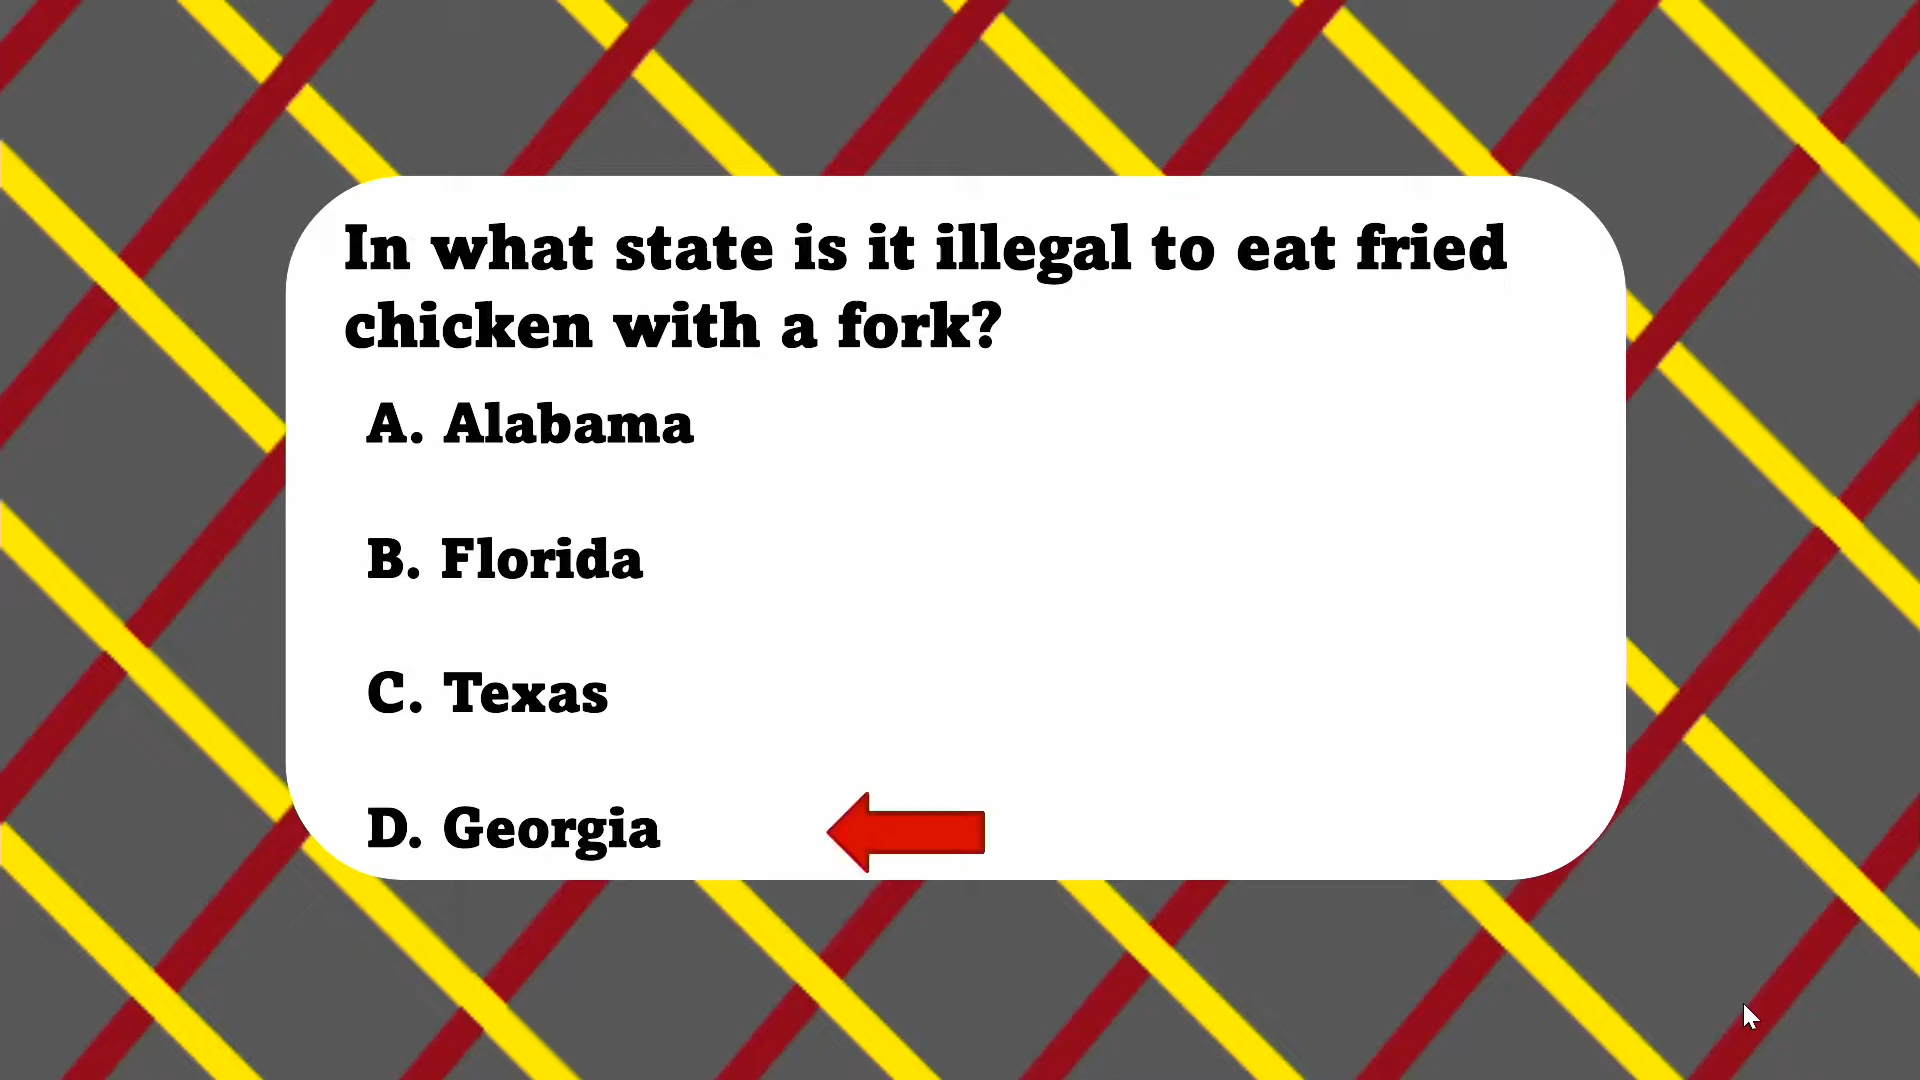 In what state is it illegal to eat fried
chicken with a fork?
A. Alabama
B. Florida
C. Texas
D. Georgia